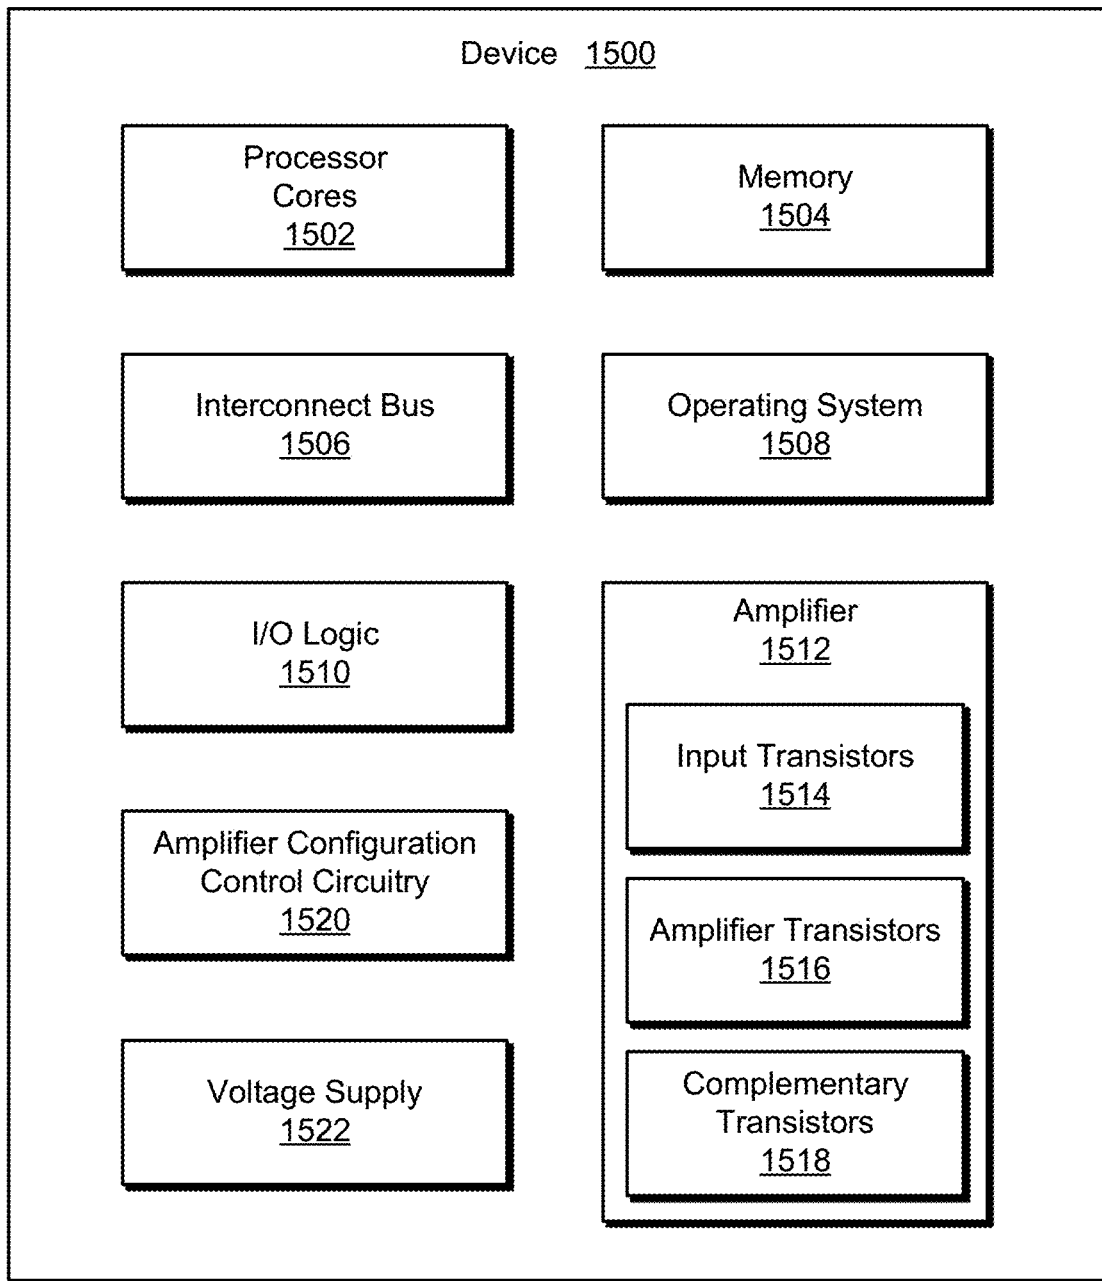 Device 1500
Processor
Cores
1502
Memory
1504
Interconnect Bus
1506
Operating System
1508
I/O Logic
1510
Amplifier
1512
Input Transistors
1514
Amplifier Configuration
Control Circuitry
1520
Amplifier Transistors
1516
Voltage Supply
1522
Complementary
Transistors
1518